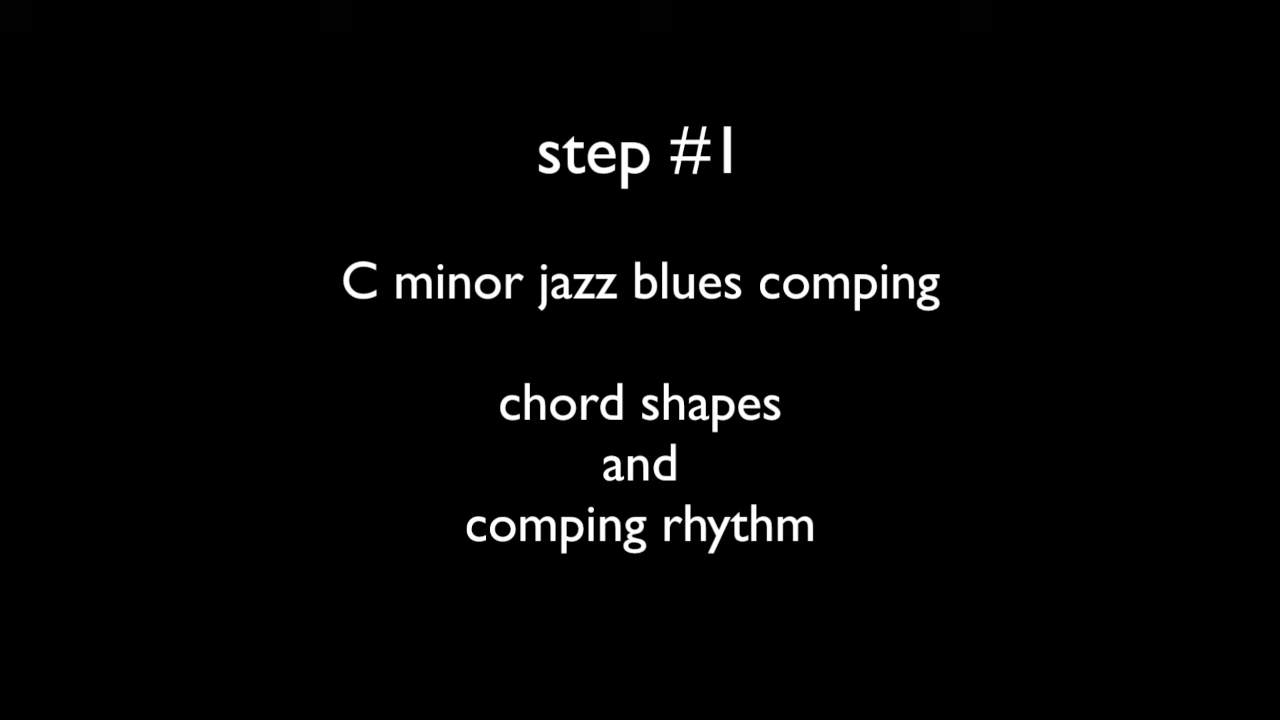 step #1
C minor jazz blues comping
chord shapes
and
comping rhythm